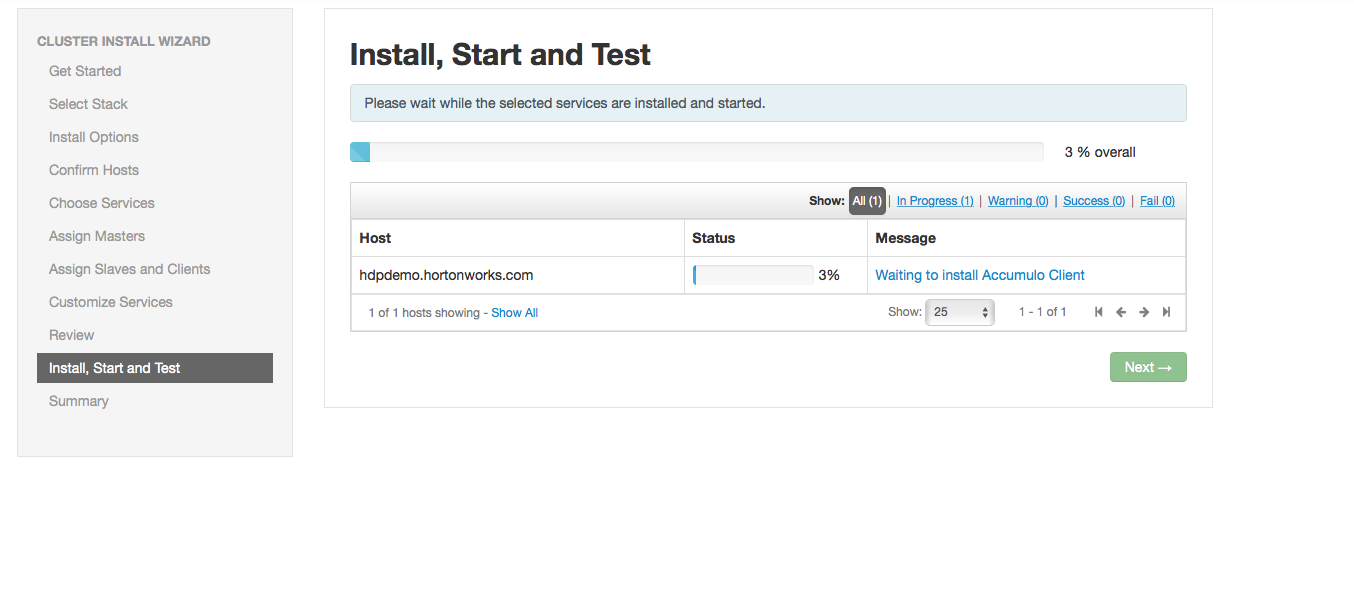 CLUSTER INSTALL WIZARD
Get Started
Select Stack
Install Options
Confirm Hosts
Choose Services
Assign Masters
Assign Slaves and Clients
Customize Services
Review
Install, Start and Test
Summary
Install, Start and Test
Please wait while the selected services are installed and started.
3 % overall
Show: All (1) | In Progress (1) | Warning (0) | Success (0) | Fail (0)
Host Status Message
hdpdemo.hortonworks.com 3% Waiting to install Accumulo Client
1 of 1 hosts showing - Show All Show: 25 1 - 1 of 1
Next →